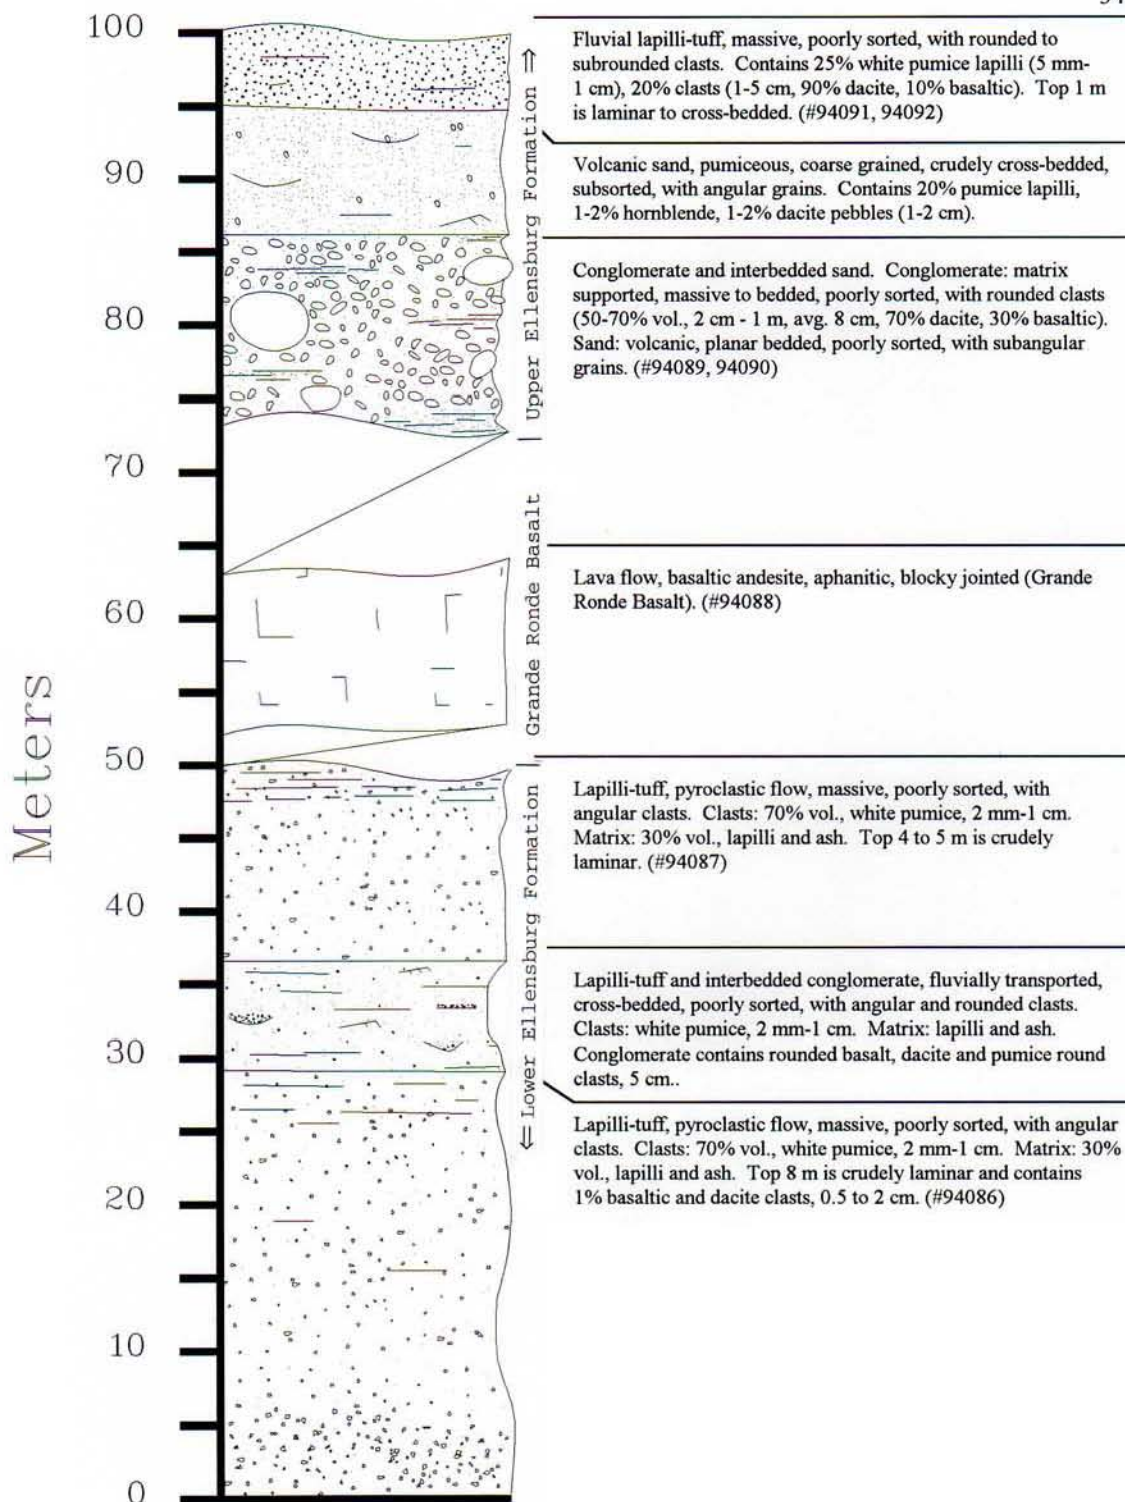 100
90
80
70
60
50
40
30
20
10
0
Meters
Upper Ellensburg Formation ⇒
Grande Ronde Basalt
⇐Lower Ellensburg Formation
Fluvial lapilli-tuff, massive, poorly sorted, with rounded to
subrounded clasts. Contains 25% white pumice lapilli (5 mm-
1 cm), 20% clasts (1-5 cm, 90% dacite, 10% basaltic). Top 1 m
is laminar to cross-bedded. (#94091, 94092)
Volcanic sand, pumiceous, coarse grained, crudely cross-bedded,
subsorted, with angular grains. Contains 20% pumice lapilli,
1-2% hornblende, 1-2% dacite pebbles (1-2 cm).
Conglomerate and interbedded sand. Conglomerate: matrix
supported, massive to bedded, poorly sorted, with rounded clasts
(50-70% vol., 2 cm - 1 m, avg. 8 cm, 70% dacite, 30% basaltic).
Sand: volcanic, planar bedded, poorly sorted, with subangular
grains. (#94089, 94090)
Lava flow, basaltic andesite, aphanitic, blocky jointed (Grande
Ronde Basalt). (#94088)
Lapilli-tuff, pyroclastic flow, massive, poorly sorted, with
angular clasts. Clasts: 70% vol., white pumice, 2 mm-1 cm.
Matrix: 30% vol., lapilli and ash. Top 4 to 5 m is crudely
laminar. (#94087)
Lapilli-tuff and interbedded conglomerate, fluvially transported,
cross-bedded, poorly sorted, with angular and rounded clasts.
Clasts: white pumice, 2 mm-1 cm. Matrix: lapilli and ash.
Conglomerate contains rounded basalt, dacite and pumice round
clasts, 5 cm..
Lapilli-tuff, pyroclastic flow, massive, poorly sorted, with angular
clasts. Clasts: 70% vol., white pumice, 2 mm-1 cm. Matrix: 30%
vol., lapilli and ash. Top 8 m is crudely laminar and contains
1% basaltic and dacite clasts, 0.5 to 2 cm. (#94086)